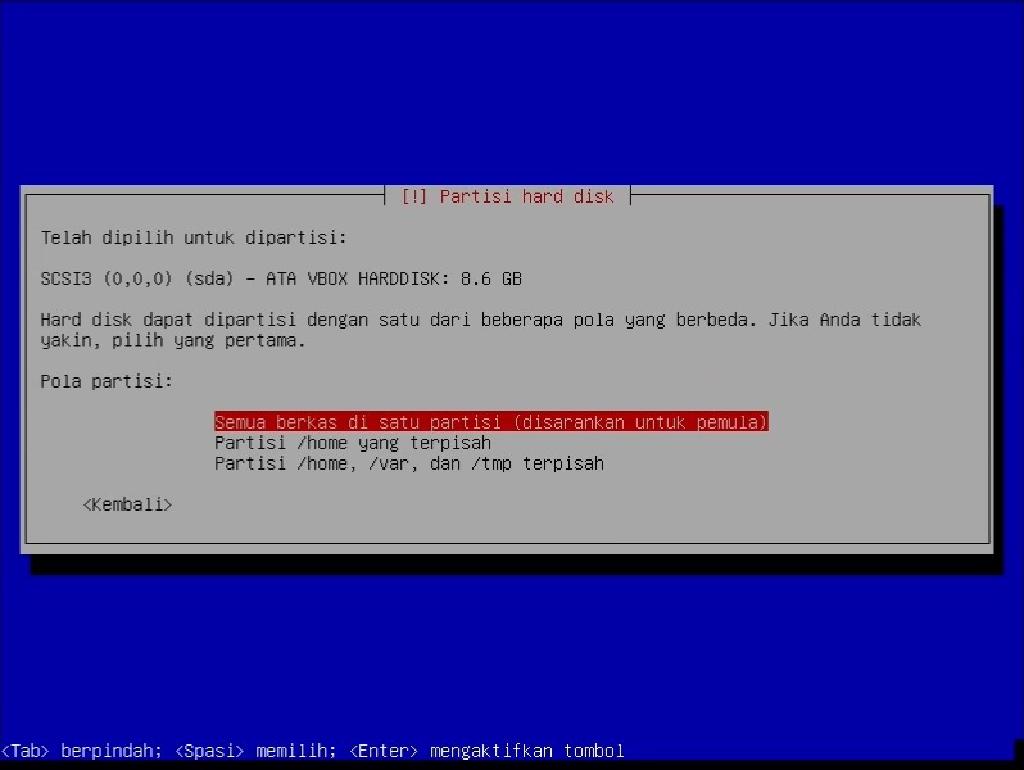 [!] Partisi hard disk
Telah dipilih untuk dipartisi:
SCSI3 (0,0,0) (sda) - ATA VBOX HARDDISK: 8.6 GB
Hard disk dapat dipartisi dengan satu dari beberapa pola yang berbeda. Jika Anda tidak
yakin, pilih yang pertama.
Pola partisi:
Semua berkas di satu partisi (disarankan untuk pemula)
Partisi /home yang terpisah
Partisi /home, /var, dan /tmp terpisah
<Kembali>
<Tab> berpindah; <Spasi> memilih; <Enter> mengaktifkan tombol